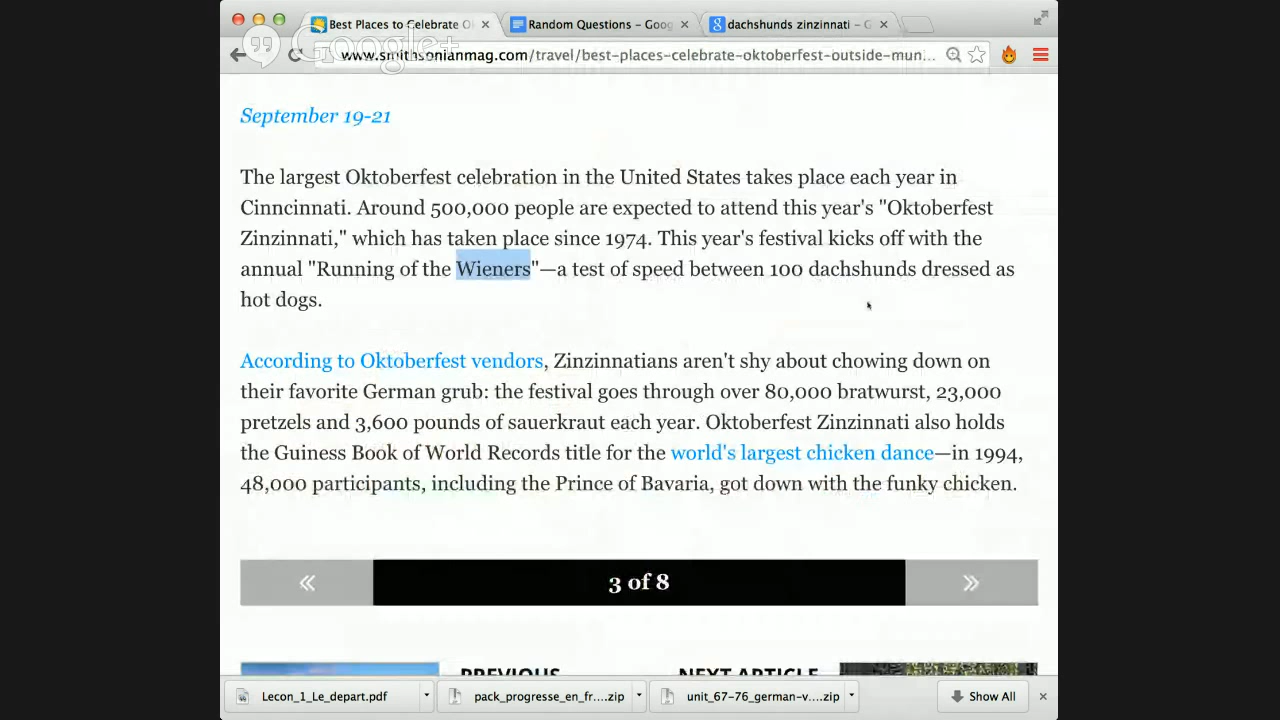 Best Places to Celebrate O
Random Questions – Goog
dachshunds zinzinnati – G
Google+
www.smithsonianmag.com/travel/best-places-celebrate-oktoberfest-outside-mun...
September 19-21
The largest Oktoberfest celebration in the United States takes place each year in
Cinncinnati. Around 500,000 people are expected to attend this year's "Oktoberfest
Zinzinnati," which has taken place since 1974. This year's festival kicks off with the
annual "Running of the Wieners"—a test of speed between 100 dachshunds dressed as
hot dogs.
According to Oktoberfest vendors, Zinzinnatians aren't shy about chowing down on
their favorite German grub: the festival goes through over 80,000 bratwurst, 23,000
pretzels and 3,600 pounds of sauerkraut each year. Oktoberfest Zinzinnati also holds
the Guiness Book of World Records title for the world's largest chicken dance—in 1994,
48,000 participants, including the Prince of Bavaria, got down with the funky chicken.
« 3 of 8 »
PREVIOUS
NEXT ARTICLE
Lecon_1_Le_depart.pdf
pack_progresse_en_fr....zip
unit_67-76_german-v....zip
Show All